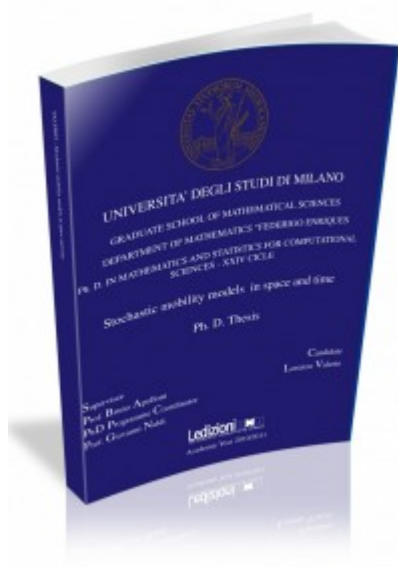 UNIVERSITA' DEGLI STUDI DI MILANO
GRADUATE SCHOOL OF MATHEMATICAL SCIENCES
DEPARTMENT OF MATHEMATICS "FEDERIGO ENRIQUES
Ph. D. IN MATHEMATICS AND STATISTICS FOR COMPUTATIONAL
SCIENCES - XXIV CICLE
Stochastic mobility models in space and time
Ph. D. Thesis
Candidate
Lorenzo Valerio
Supervisor
Prof. Bruno Apolloni
PhD Programme Coordinator
Prof. Giovanni Naldi
Ledizioni
Academic Year